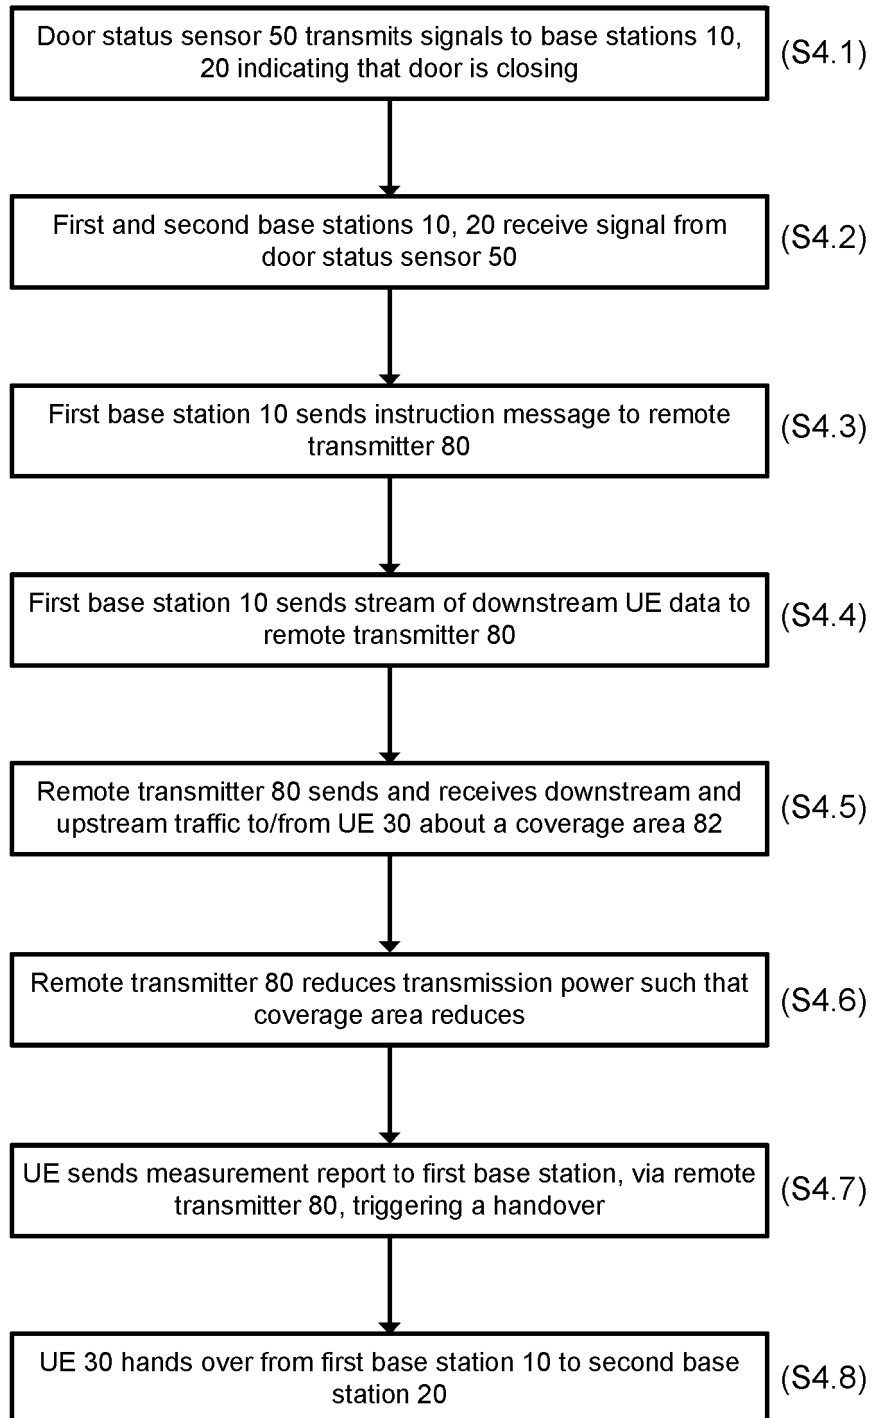 Door status sensor 50 transmits signals to base stations 10,
20 indicating that door is closing
(S4.1)
First and second base stations 10, 20 receive signal from
door status sensor 50
(S4.2)
First base station 10 sends instruction message to remote
transmitter 80
(S4.3)
First base station 10 sends stream of downstream UE data to
remote transmitter 80
(S4.4)
Remote transmitter 80 sends and receives downstream and
upstream traffic to/from UE 30 about a coverage area 82
(S4.5)
Remote transmitter 80 reduces transmission power such that
coverage area reduces
(S4.6)
UE sends measurement report to first base station, via remote
transmitter 80, triggering a handover
(S4.7)
UE 30 hands over from first base station 10 to second base
station 20
(S4.8)